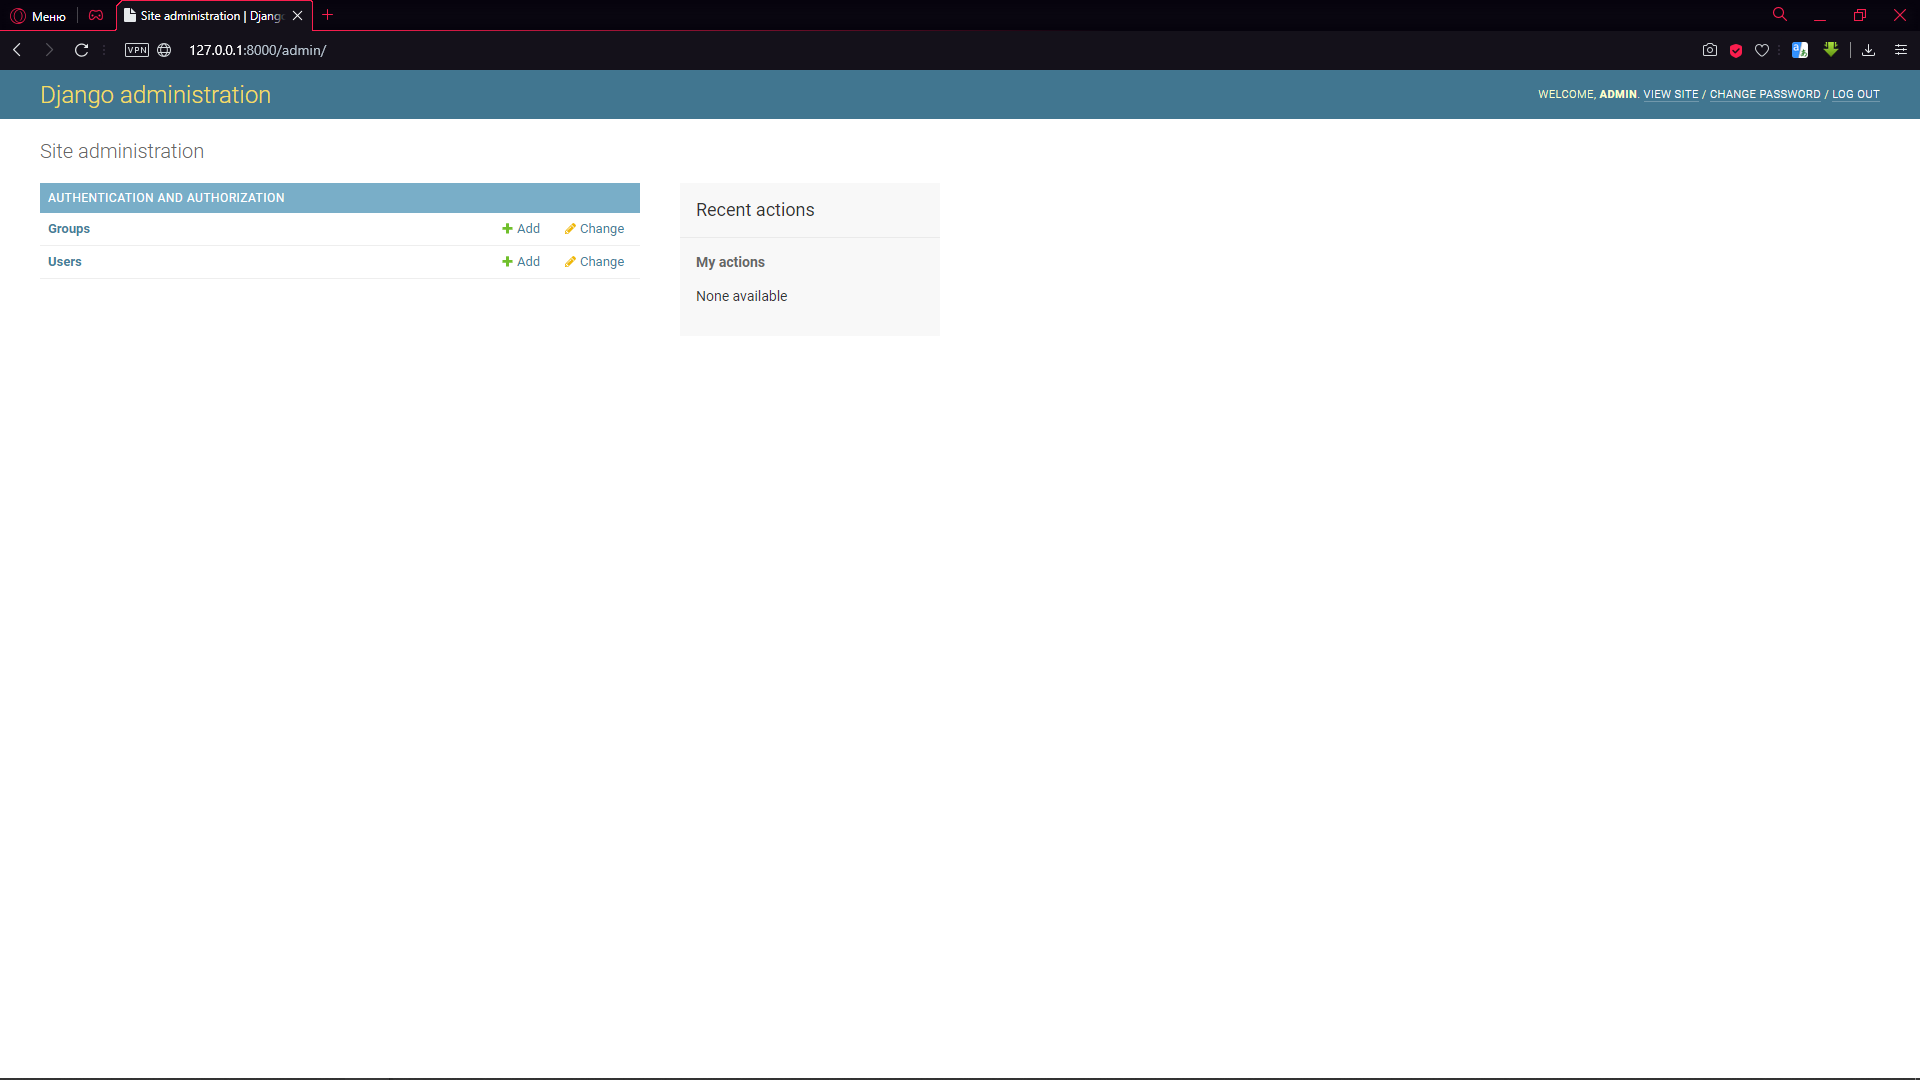 Меню
Site administration | Django
VPN
127.0.0.1:8000/admin/
Django administration
WELCOME, ADMIN. VIEW SITE / CHANGE PASSWORD / LOG OUT
Site administration
AUTHENTICATION AND AUTHORIZATION
Groups Add Change
Users Add Change
Recent actions
My actions
None available